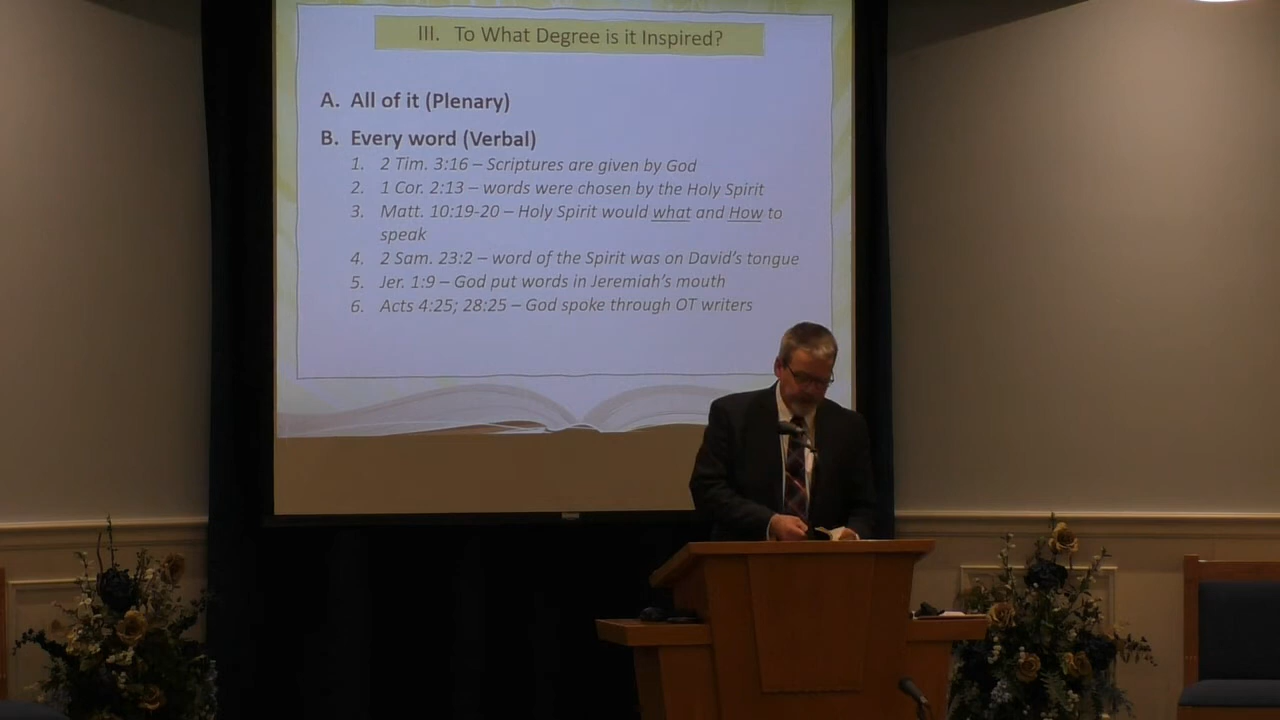 III. To What Degree is it Inspired?
A. All of it (Plenary)
B. Every word (Verbal)
1. 2 Tim. 3:16 – Scriptures are given by God
2. 1 Cor. 2:13 – words were chosen by the Holy Spirit
3. Matt. 10:19-20 – Holy Spirit would what and How to
speak
4. 2 Sam. 23:2 – word of the Spirit was on David's tongue
5. Jer. 1:9 – God put words in Jeremiah's mouth
6. Acts 4:25; 28:25 – God spoke through OT writers